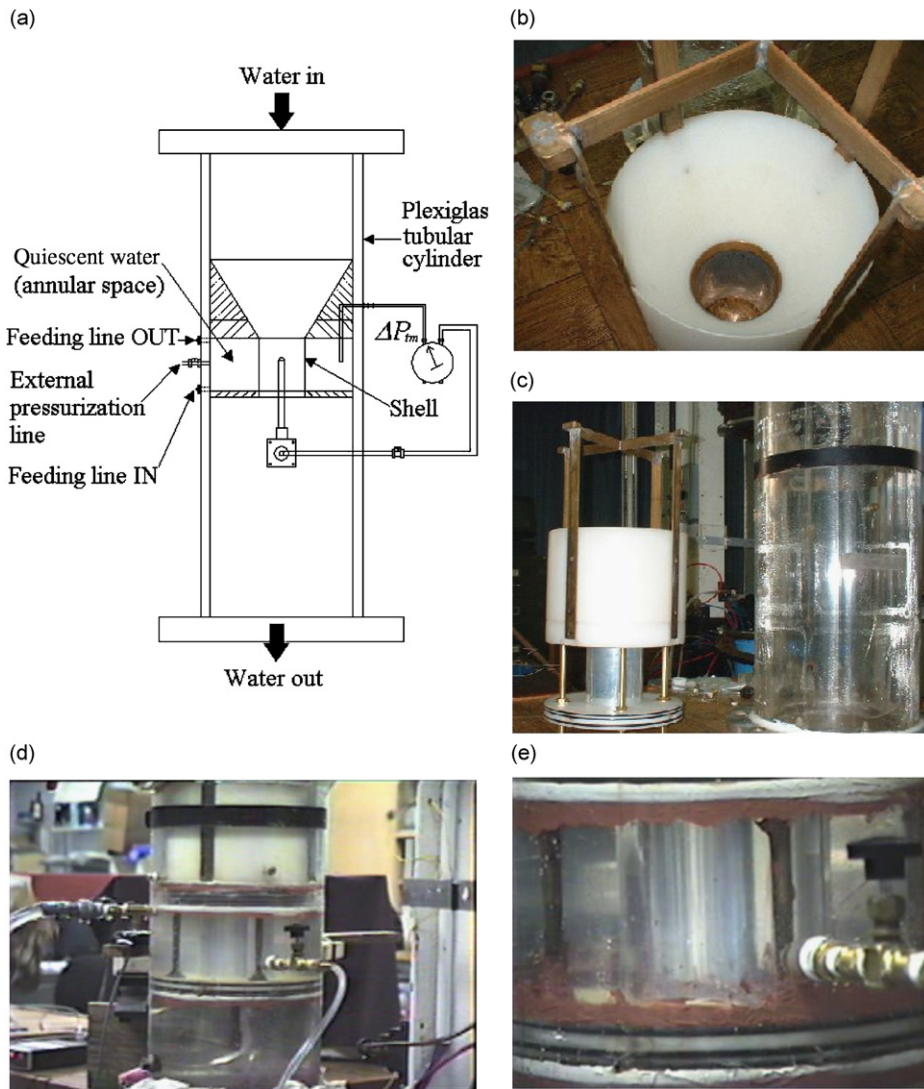 (a)
Water in
Plexiglas
tubular
cylinder
Quiescent water
(annular space)
Feeding line OUT
ΔPtm
External
pressurization
line
Shell
Feeding line IN
Water out
(b)
(c)
(d)
(e)